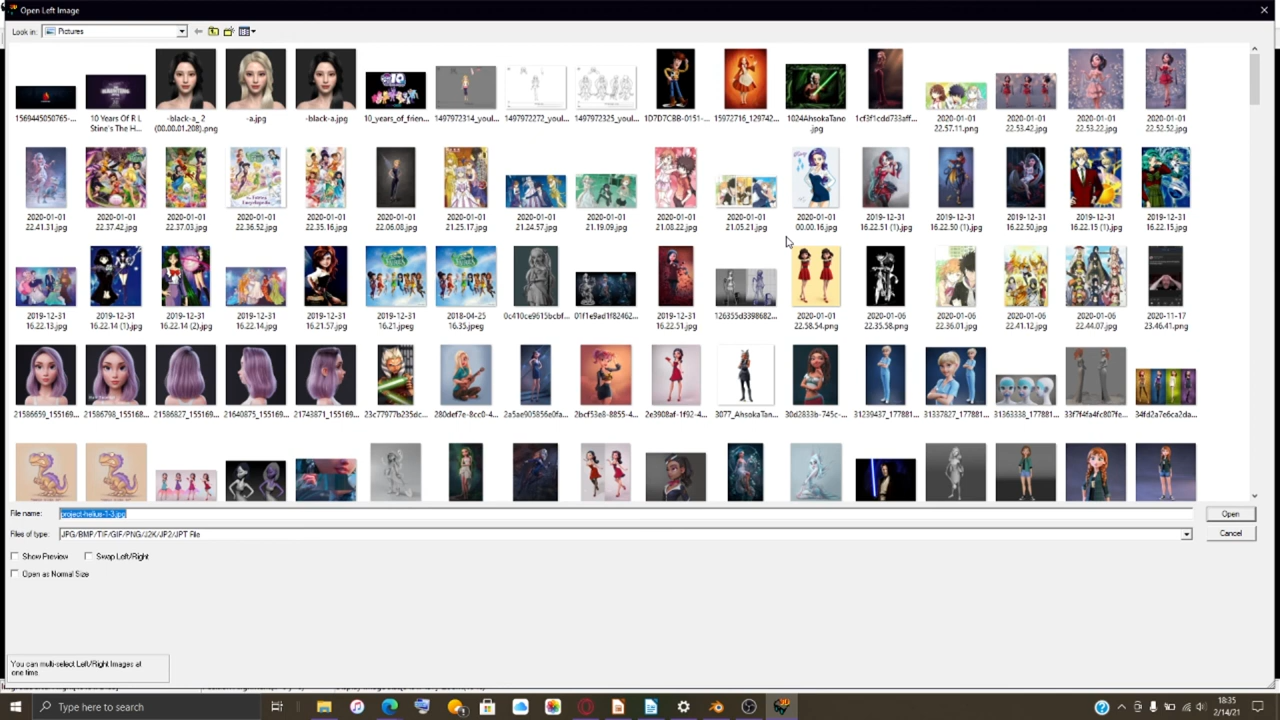 Open Left Image
Look in:
Pictures
1569445050765-...
10 Years Of R L
Stine's The H...
-black-a_ 2
(00.00.01.208).png
-a.jpg
-black-a.jpg
10_years_of_frien...
1497972314_youl...
1497972272_youl...
1497972325_youl...
1D7D7CBB-0151-...
15972716_129742...
1024AhsokaTano
.jpg
1cf3f1cdd733aff...
2020-01-01
22.57.11.png
2020-01-01
22.53.42.jpg
2020-01-01
22.53.22.jpg
2020-01-01
22.52.52.jpg
2020-01-01
22.41.31.jpg
2020-01-01
22.37.42.jpg
2020-01-01
22.37.03.jpg
2020-01-01
22.36.52.jpg
2020-01-01
22.35.16.jpg
2020-01-01
22.06.08.jpg
2020-01-01
21.25.17.jpg
2020-01-01
21.24.57.jpg
2020-01-01
21.19.09.jpg
2020-01-01
21.08.22.jpg
2020-01-01
21.05.21.jpg
2020-01-01
00.00.16.jpg
2019-12-31
16.22.51 (1).jpg
2019-12-31
16.22.50 (1).jpg
2019-12-31
16.22.50.jpg
2019-12-31
16.22.15 (1).jpg
2019-12-31
16.22.15.jpg
2019-12-31
16.22.13.jpg
2019-12-31
16.22.14 (1).jpg
2019-12-31
16.22.14 (2).jpg
2019-12-31
16.22.14.jpg
2019-12-31
16.21.57.jpg
2019-12-31
16.21.jpeg
2018-04-25
16.35.jpeg
0c410ce9615bcbf...
01f1e9ad1f82462...
2019-12-31
16.22.51.jpg
126355d3398682...
2020-01-01
22.58.54.png
2020-01-06
22.35.58.png
2020-01-06
22.36.01.jpg
2020-01-06
22.41.12.jpg
2020-01-06
22.44.07.jpg
2020-11-17
23.46.41.png
21586659_155169...
21586798_155168...
21586827_155169...
21640875_155169...
21743871_155169...
23c77977b235dc...
280def7e-8cc0-4...
2a5ae905856e0fa...
2bcf53e8-8855-4...
2e3908af-1f92-4...
3077_AhsokaTan...
30d2833b-745c-...
31239437_177881...
31337827_177881...
31363338_177881...
33f7f4fa4fc807fe...
34fd2a7e6ca2da...
File name:
project-helius-1-3.jpg
Open
Files of type:
JPG/BMP/TIF/GIF/PNG/J2K/JP2/JPT File
Cancel
Show Preview
Swap Left/Right
Open as Normal Size
You can multi-select Left/Right Images at
one time.
Type here to search
18:35
2/14/21